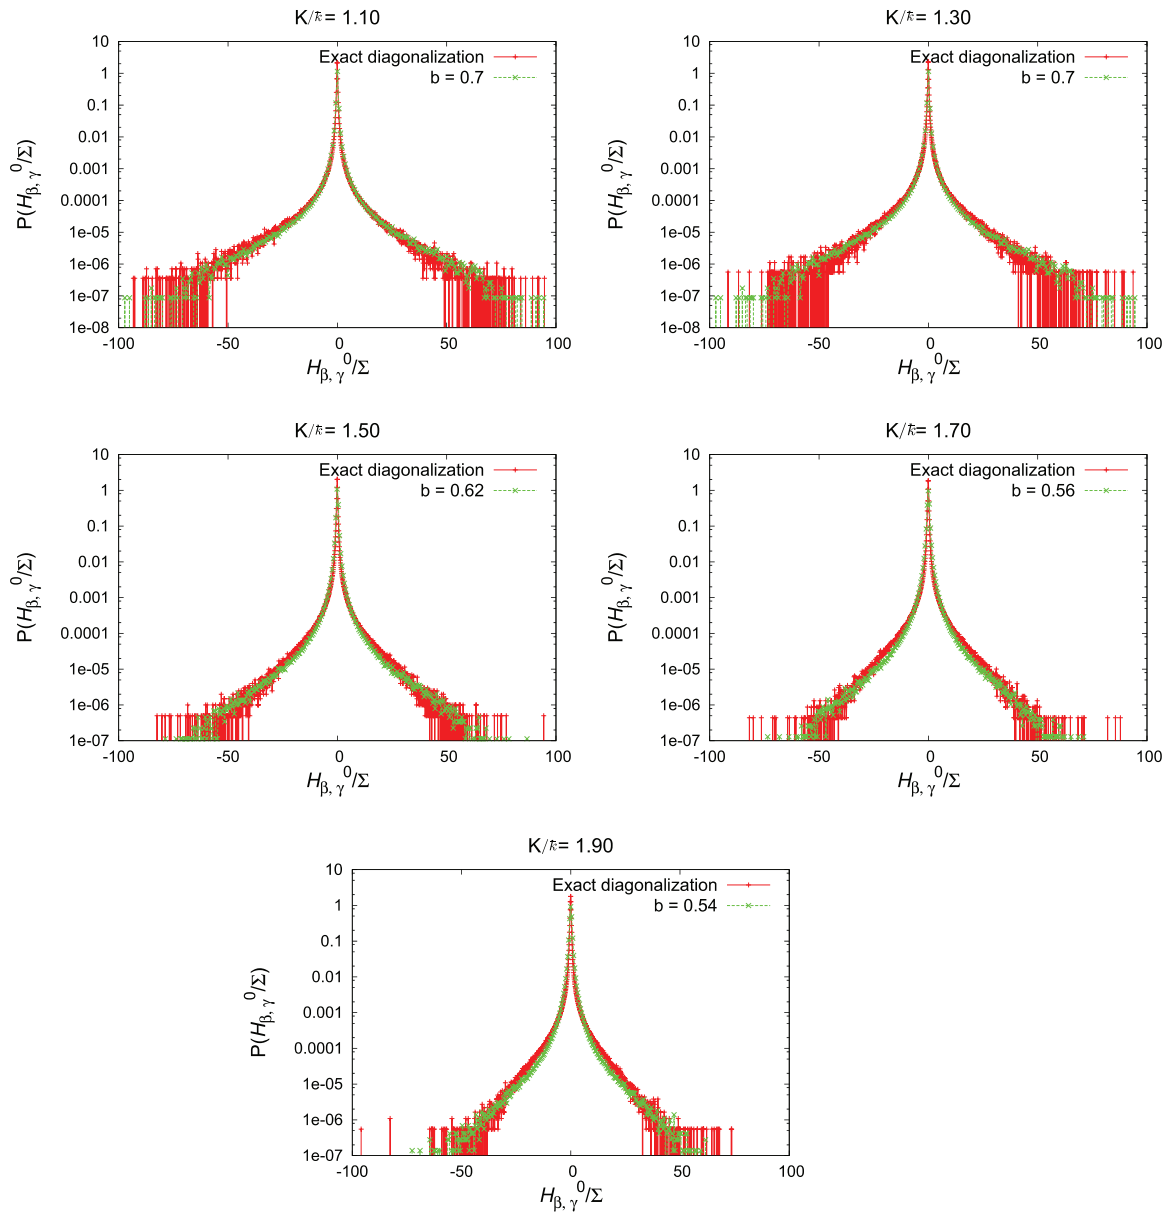 K/ƛ= 1.10
10
1
0.1
0.01
0.001
0.0001
1e-05
1e-06
1e-07
1e-08
-100
-50
0
50
100
P(Hβ, γ0/Σ)
Hβ, γ0/Σ
Exact diagonalization
b = 0.7
K/ƛ= 1.30
10
1
0.1
0.01
0.001
0.0001
1e-05
1e-06
1e-07
1e-08
-100
-50
0
50
100
P(Hβ, γ0/Σ)
Hβ, γ0/Σ
Exact diagonalization
b = 0.7
K/ƛ= 1.50
10
1
0.1
0.01
0.001
0.0001
1e-05
1e-06
1e-07
-100
-50
0
50
100
P(Hβ, γ0/Σ)
Hβ, γ0/Σ
Exact diagonalization
b = 0.62
K/ƛ= 1.70
10
1
0.1
0.01
0.001
0.0001
1e-05
1e-06
1e-07
-100
-50
0
50
100
P(Hβ, γ0/Σ)
Hβ, γ0/Σ
Exact diagonalization
b = 0.56
K/ƛ= 1.90
10
1
0.1
0.01
0.001
0.0001
1e-05
1e-06
1e-07
-100
-50
0
50
100
P(Hβ, γ0/Σ)
Hβ, γ0/Σ
Exact diagonalization
b = 0.54